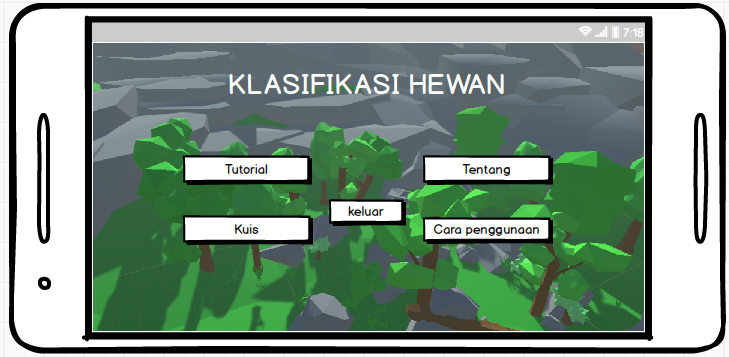 7:18
KLASIFIKASI HEWAN
Tutorial
Tentang
keluar
Kuis
Cara penggunaan